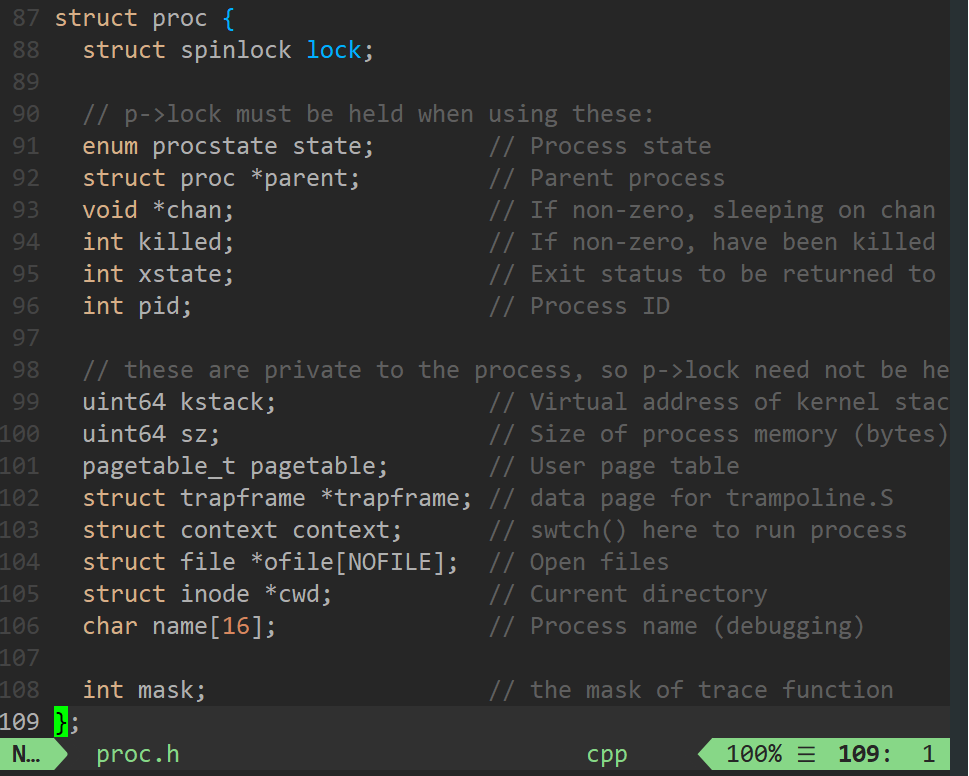 87 struct proc {
88   struct spinlock lock;
89
90   // p->lock must be held when using these:
91   enum procstate state;        // Process state
92   struct proc *parent;         // Parent process
93   void *chan;                  // If non-zero, sleeping on chan
94   int killed;                  // If non-zero, have been killed
95   int xstate;                  // Exit status to be returned to
96   int pid;                     // Process ID
97
98   // these are private to the process, so p->lock need not be he
99   uint64 kstack;               // Virtual address of kernel stac
100   uint64 sz;                   // Size of process memory (bytes)
101   pagetable_t pagetable;       // User page table
102   struct trapframe *trapframe; // data page for trampoline.S
103   struct context context;      // swtch() here to run process
104   struct file *ofile[NOFILE];  // Open files
105   struct inode *cwd;           // Current directory
106   char name[16];               // Process name (debugging)
107
108   int mask;                    // the mask of trace function
109 };
N… proc.h cpp 100% ☰ 109: 1